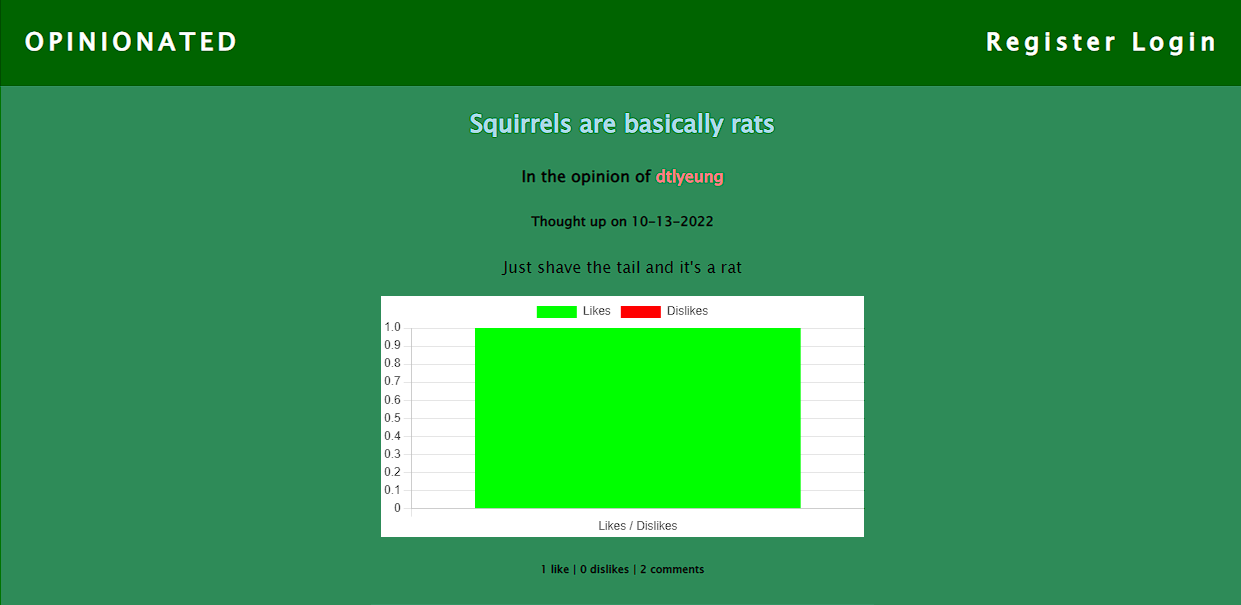 OPINIONATED Register Login
Squirrels are basically rats
In the opinion of dtlyeung
Thought up on 10-13-2022
Just shave the tail and it's a rat
Likes Dislikes
1.0
0.9
0.8
0.7
0.6
0.5
0.4
0.3
0.2
0.1
0
Likes / Dislikes
1 like | 0 dislikes | 2 comments